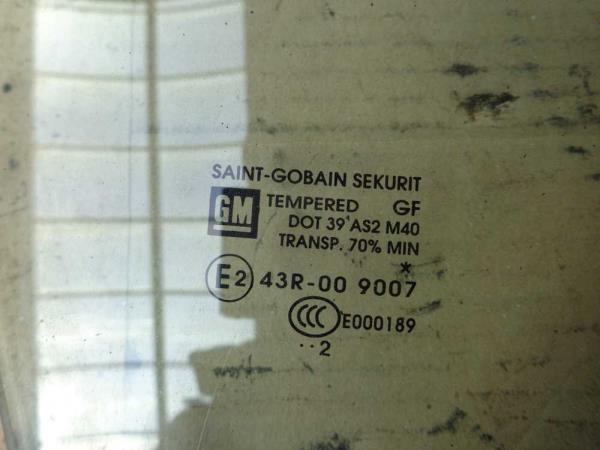 SAINT-GOBAIN SEKURIT
GM TEMPERED GF
DOT 39 AS2 M40
TRANSP. 70% MIN
*
E2 43R-00 9007
CCC E000189
..2